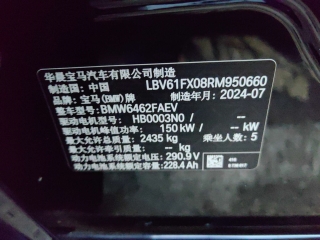 华晨宝马汽车有限公司制造
制造国：中国 LBV61FX08RM950660
品牌：宝马(BMW)牌 制造年月：2024-07
整车型号：BMW6462FAEV
驱动电机型号： HB0003N0 / --
驱动电机峰值功率： 150 kW / -- kW
最大允许总质量： 2435 kg 乘坐人数：5
最大允许牵引质量： -- kg
动力电池系统额定电压： 290.9 V
动力电池系统额定容量： 228.4 Ah